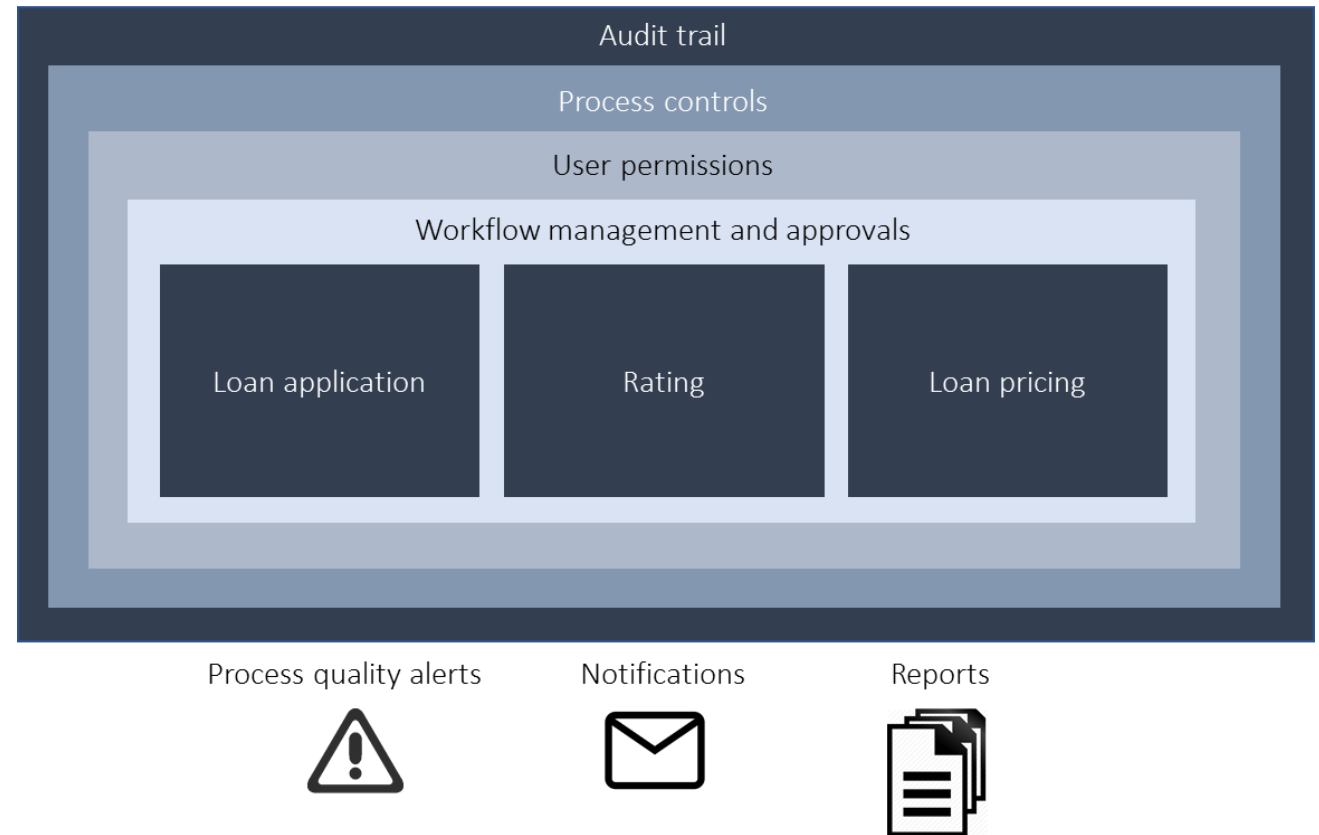 Audit trail
Process controls
User permissions
Workflow management and approvals
Loan application
Rating
Loan pricing
Process quality alerts
Notifications
Reports